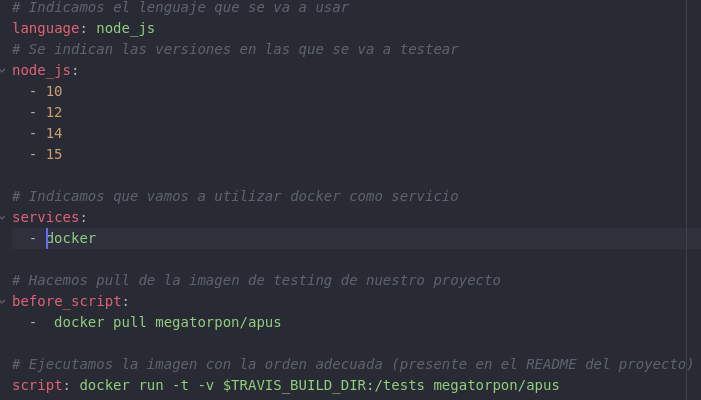 # Indicamos el lenguaje que se va a usar
language: node_js
# Se indican las versiones en las que se va a testear
node_js:
  - 10
  - 12
  - 14
  - 15
# Indicamos que vamos a utilizar docker como servicio
services:
  - docker
# Hacemos pull de la imagen de testing de nuestro proyecto
before_script:
  -  docker pull megatorpon/apus
# Ejecutamos la imagen con la orden adecuada (presente en el README del proyecto)
script: docker run -t -v $TRAVIS_BUILD_DIR:/tests megatorpon/apus